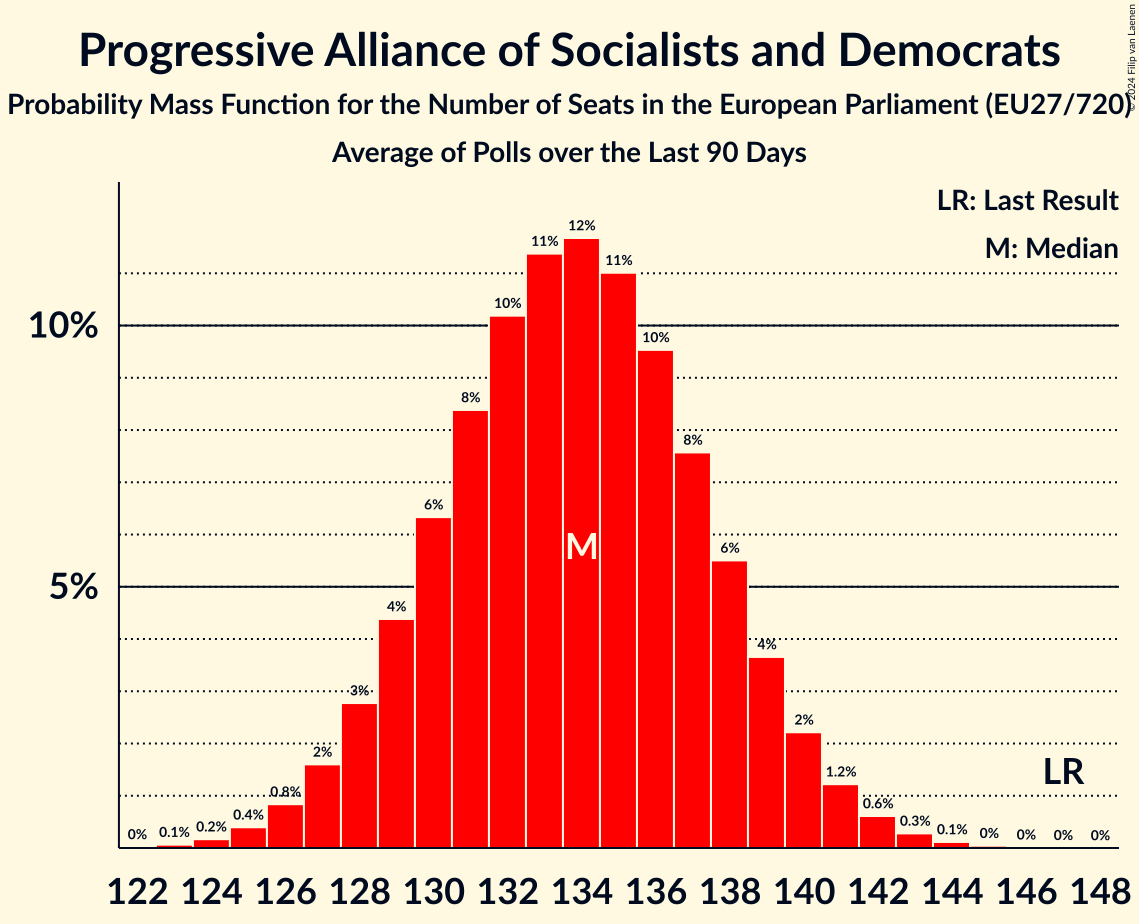 Progressive Alliance of Socialists and Democrats
Probability Mass Function for the Number of Seats in the European Parliament (EU27/720)
Average of Polls over the Last 90 Days
© 2024 Filip van Laenen
LR: Last Result
M: Median
10%
5%
0% 0.1% 0.2% 0.4% 0.8% 2% 3% 4% 6% 8% 10% 11% 12% 11% 10% 8% 6% 4% 2% 1.2% 0.6% 0.3% 0.1% 0% 0% 0% 0%
M
LR
122 124 126 128 130 132 134 136 138 140 142 144 146 148